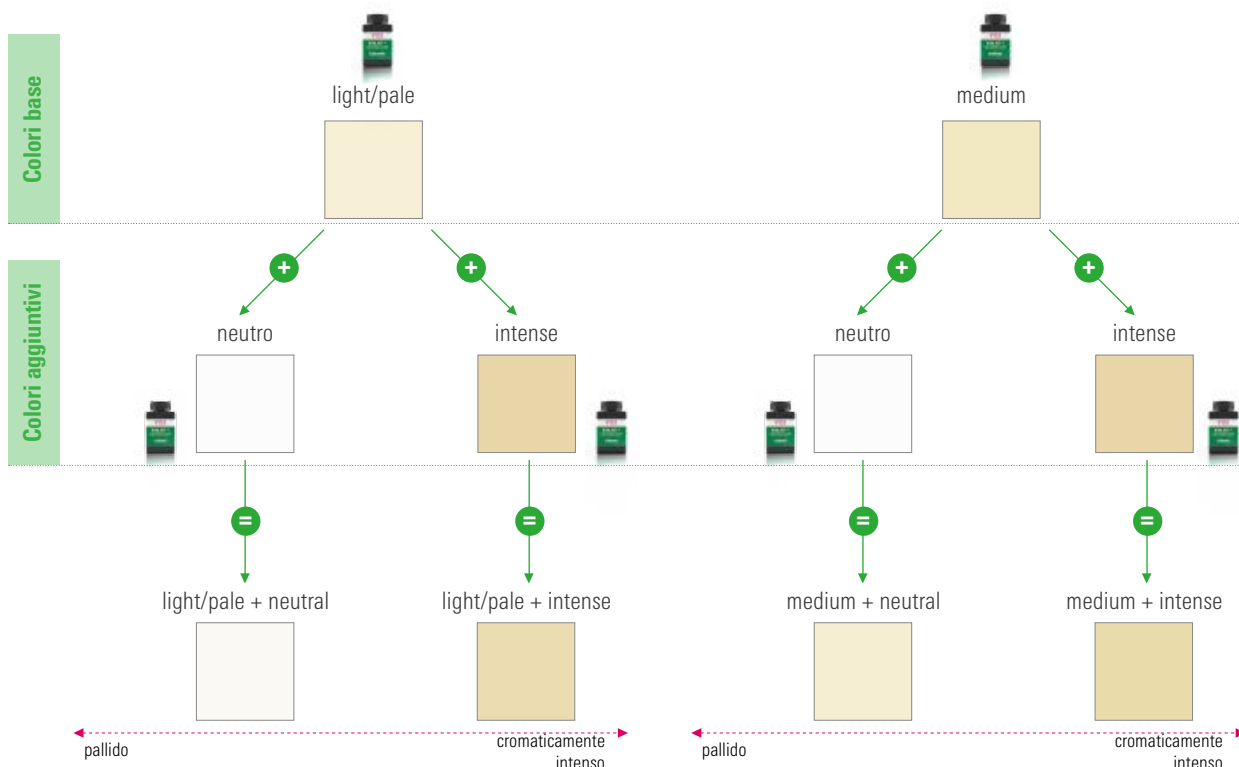 Colori base
light/pale
medium
+
+
+
+
Colori aggiuntivi
neutro
intense
neutro
intense
=
=
=
=
light/pale + neutral
light/pale + intense
medium + neutral
medium + intense
pallido
cromaticamente
intenso
pallido
cromaticamente
intenso